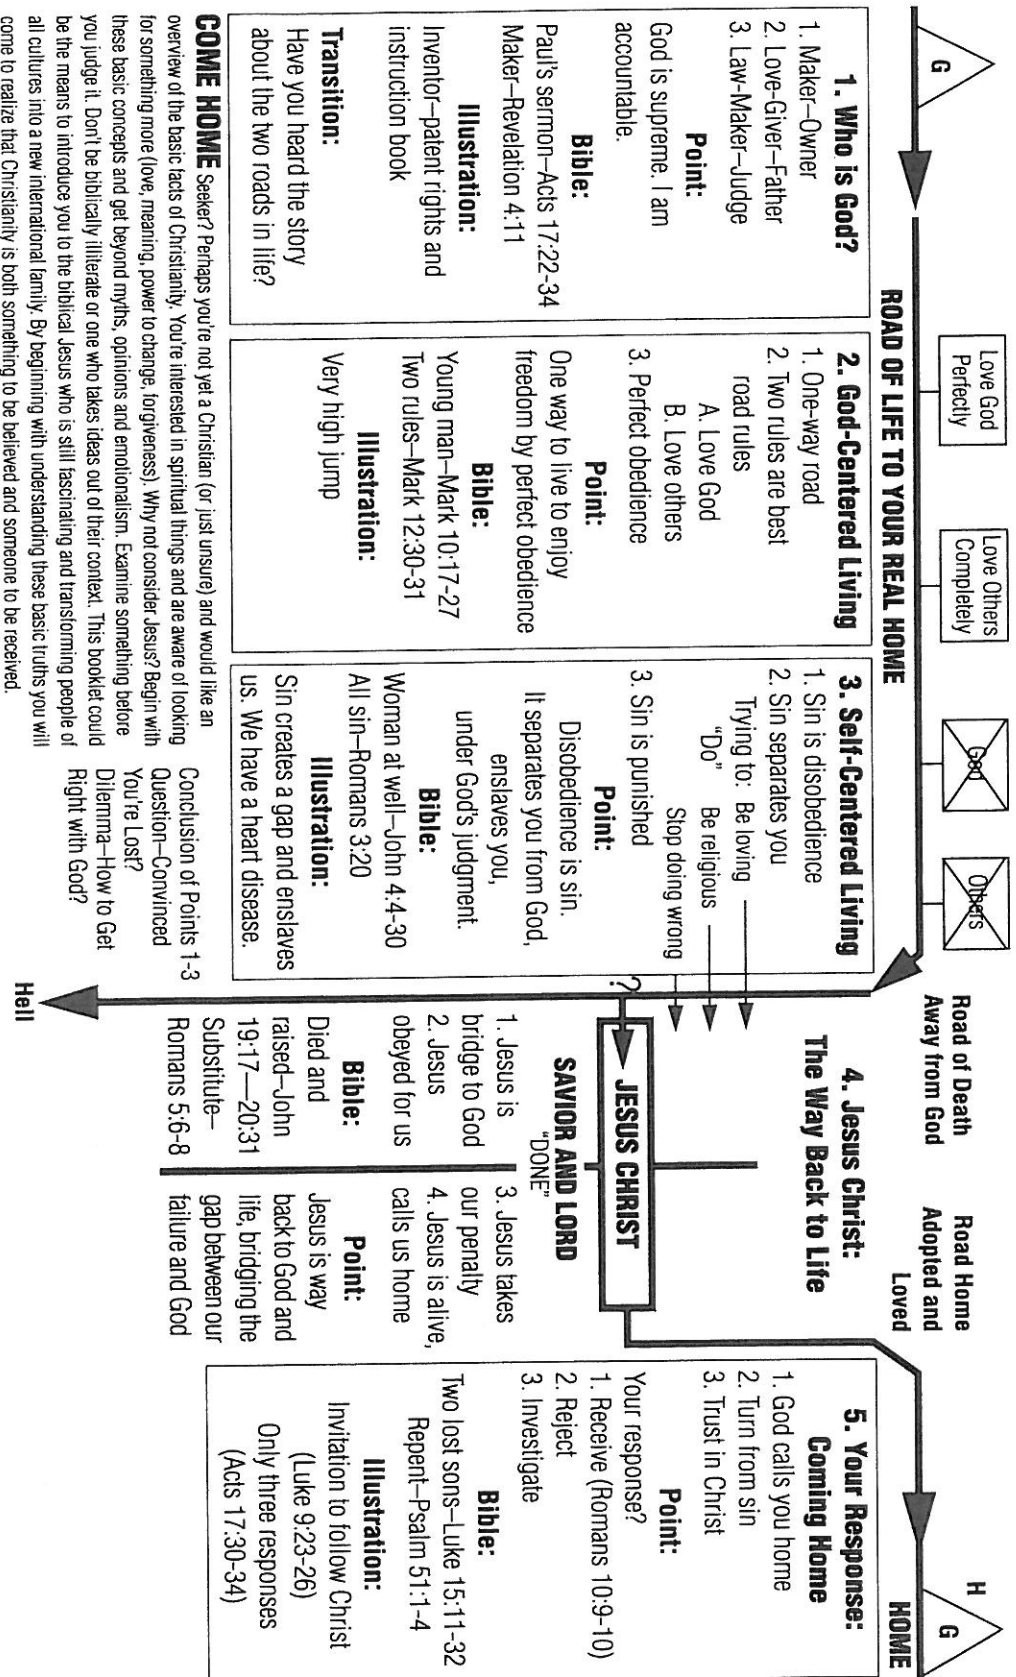 G
Love God
Perfectly
Love Others
Completely
God
Others
Road of Death
Away from God
Road Home
Adopted and
Loved
H
G
HOME
ROAD OF LIFE TO YOUR REAL HOME
1. Who is God?
1. Maker–Owner
2. Love-Giver–Father
3. Law-Maker–Judge
Point:
God is supreme. I am
accountable.
Bible:
Paul's sermon–Acts 17:22-34
Maker–Revelation 4:11
Illustration:
Inventor–patent rights and
instruction book
Transition:
Have you heard the story
about the two roads in life?
2. God-Centered Living
1. One-way road
2. Two rules are best
road rules
A. Love God
B. Love others
3. Perfect obedience
Point:
One way to live to enjoy
freedom by perfect obedience
Bible:
Young man–Mark 10:17-27
Two rules–Mark 12:30-31
Illustration:
Very high jump
3. Self-Centered Living
1. Sin is disobedience
2. Sin separates you
Trying to: Be loving
“Do” Be religious
Stop doing wrong
3. Sin is punished
?
Point:
Disobedience is sin.
It separates you from God,
enslaves you,
under God's judgment.
Bible:
Woman at well–John 4:4-30
All sin–Romans 3:20
Illustration:
Sin creates a gap and enslaves
us. We have a heart disease.
4. Jesus Christ:
The Way Back to Life
JESUS CHRIST
SAVIOR AND LORD
“DONE”
1. Jesus is
bridge to God
2. Jesus
obeyed for us
Bible:
Died and
raised–John
19:17—20:31
Substitute–
Romans 5:6-8
3. Jesus takes
our penalty
4. Jesus is alive,
calls us home
Point:
Jesus is way
back to God and
life, bridging the
gap between our
failure and God
5. Your Response:
Coming Home
1. God calls you home
2. Turn from sin
3. Trust in Christ
Point:
Your response?
1. Receive (Romans 10:9-10)
2. Reject
3. Investigate
Bible:
Two lost sons–Luke 15:11-32
Repent–Psalm 51:1-4
Illustration:
Invitation to follow Christ
(Luke 9:23-26)
Only three responses
(Acts 17:30-34)
COME HOME Seeker? Perhaps you're not yet a Christian (or just unsure) and would like an
overview of the basic facts of Christianity. You're interested in spiritual things and are aware of looking
for something more (love, meaning, power to change, forgiveness). Why not consider Jesus? Begin with
these basic concepts and get beyond myths, opinions and emotionalism. Examine something before
you judge it. Don't be biblically illiterate or one who takes ideas out of their context. This booklet could
be the means to introduce you to the biblical Jesus who is still fascinating and transforming people of
all cultures into a new international family. By beginning with understanding these basic truths you will
come to realize that Christianity is both something to be believed and someone to be received.
Conclusion of Points 1-3
Question–Convinced
You're Lost?
Dilemma–How to Get
Right with God?
Hell